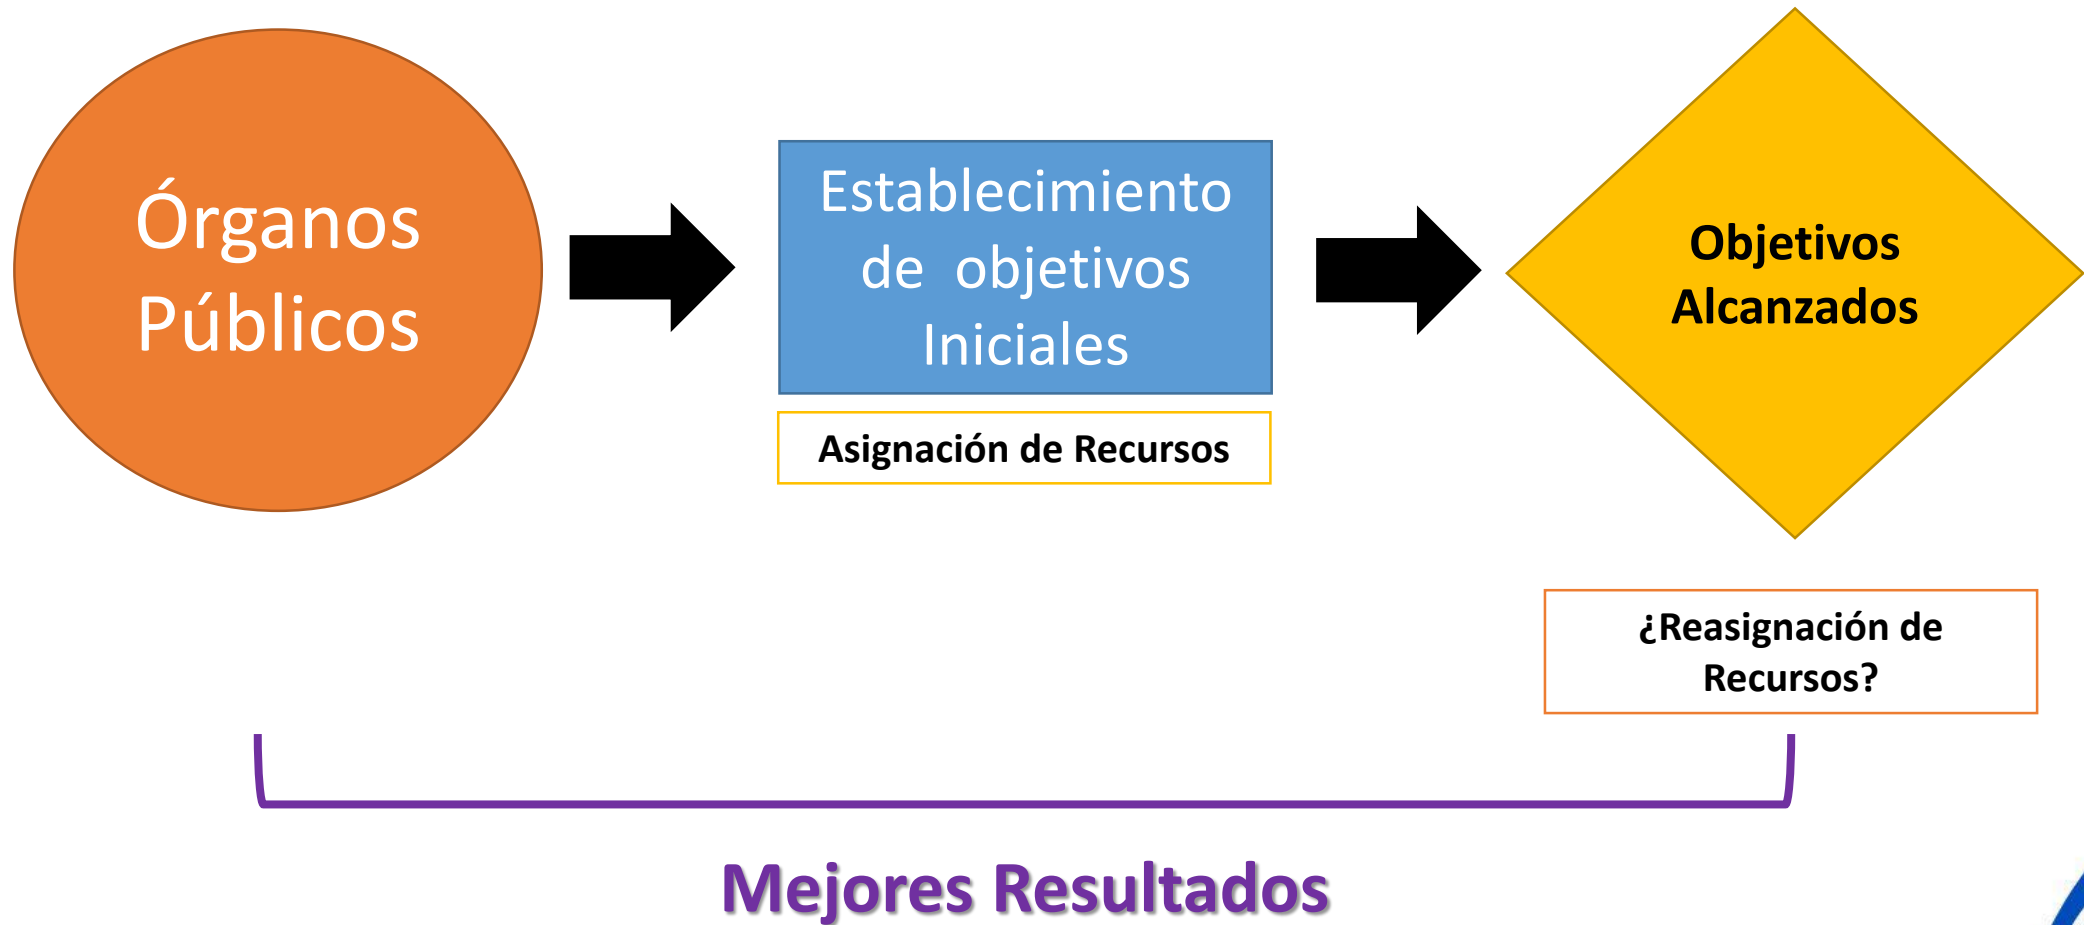 Órganos
Públicos
Establecimiento
de objetivos
Iniciales
Asignación de Recursos
Objetivos
Alcanzados
¿Reasignación de
Recursos?
Mejores Resultados